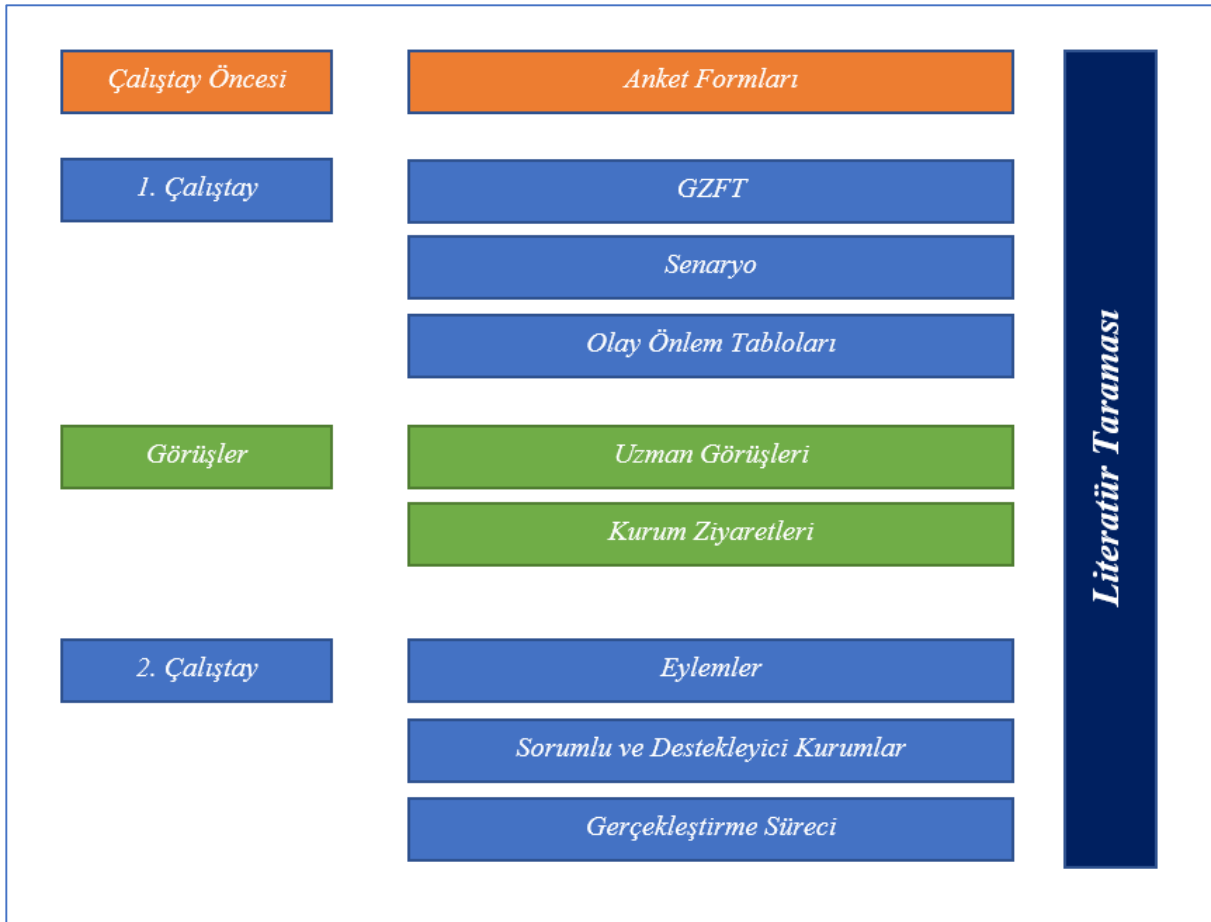 Çalıştay Öncesi
Anket Formları
1. Çalıştay
GZFT
Senaryo
Olay Önlem Tabloları
Görüşler
Uzman Görüşleri
Kurum Ziyaretleri
2. Çalıştay
Eylemler
Sorumlu ve Destekleyici Kurumlar
Gerçekleştirme Süreci
Literatür Taraması